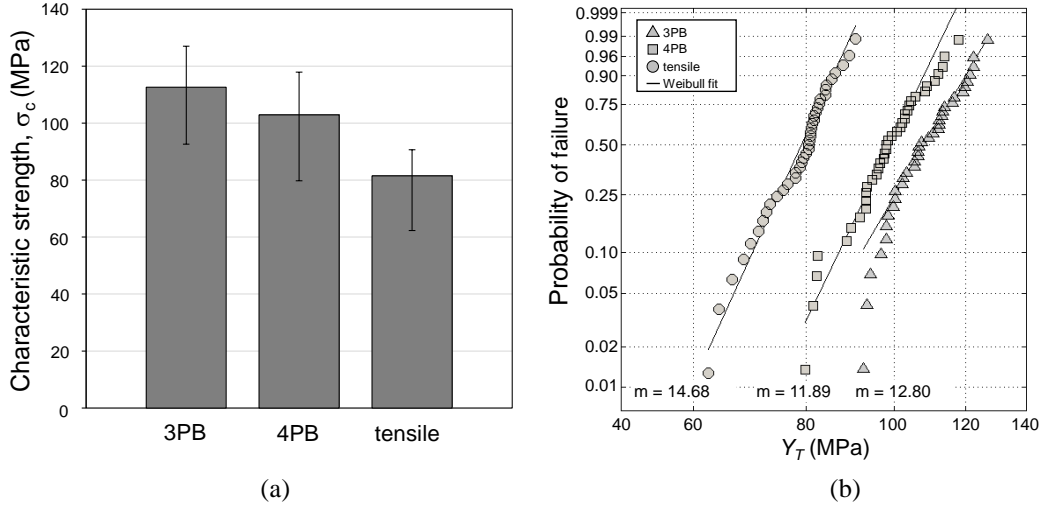 Characteristic strength, σc (MPa)
140
120
100
80
60
40
20
0
3PB
4PB
tensile
(a)
Probability of failure
0.999
0.99
0.96
0.90
0.75
0.50
0.25
0.10
0.05
0.02
0.01
3PB
4PB
tensile
Weibull fit
m = 14.68
m = 11.89
m = 12.80
40
60
80
100
120
140
Y_T (MPa)
(b)